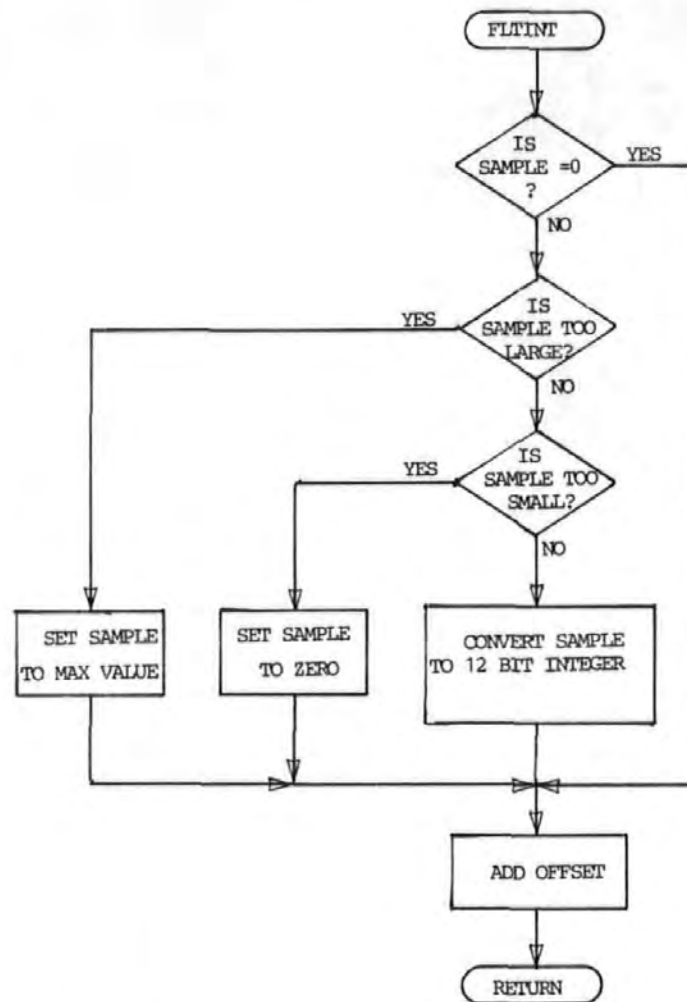 FLTINT
IS
SAMPLE =0
?
YES
NO
IS
SAMPLE TOO
LARGE?
YES
NO
IS
SAMPLE TOO
SMALL?
YES
NO
SET SAMPLE
TO MAX VALUE
SET SAMPLE
TO ZERO
CONVERT SAMPLE
TO 12 BIT INTEGER
ADD OFFSET
RETURN